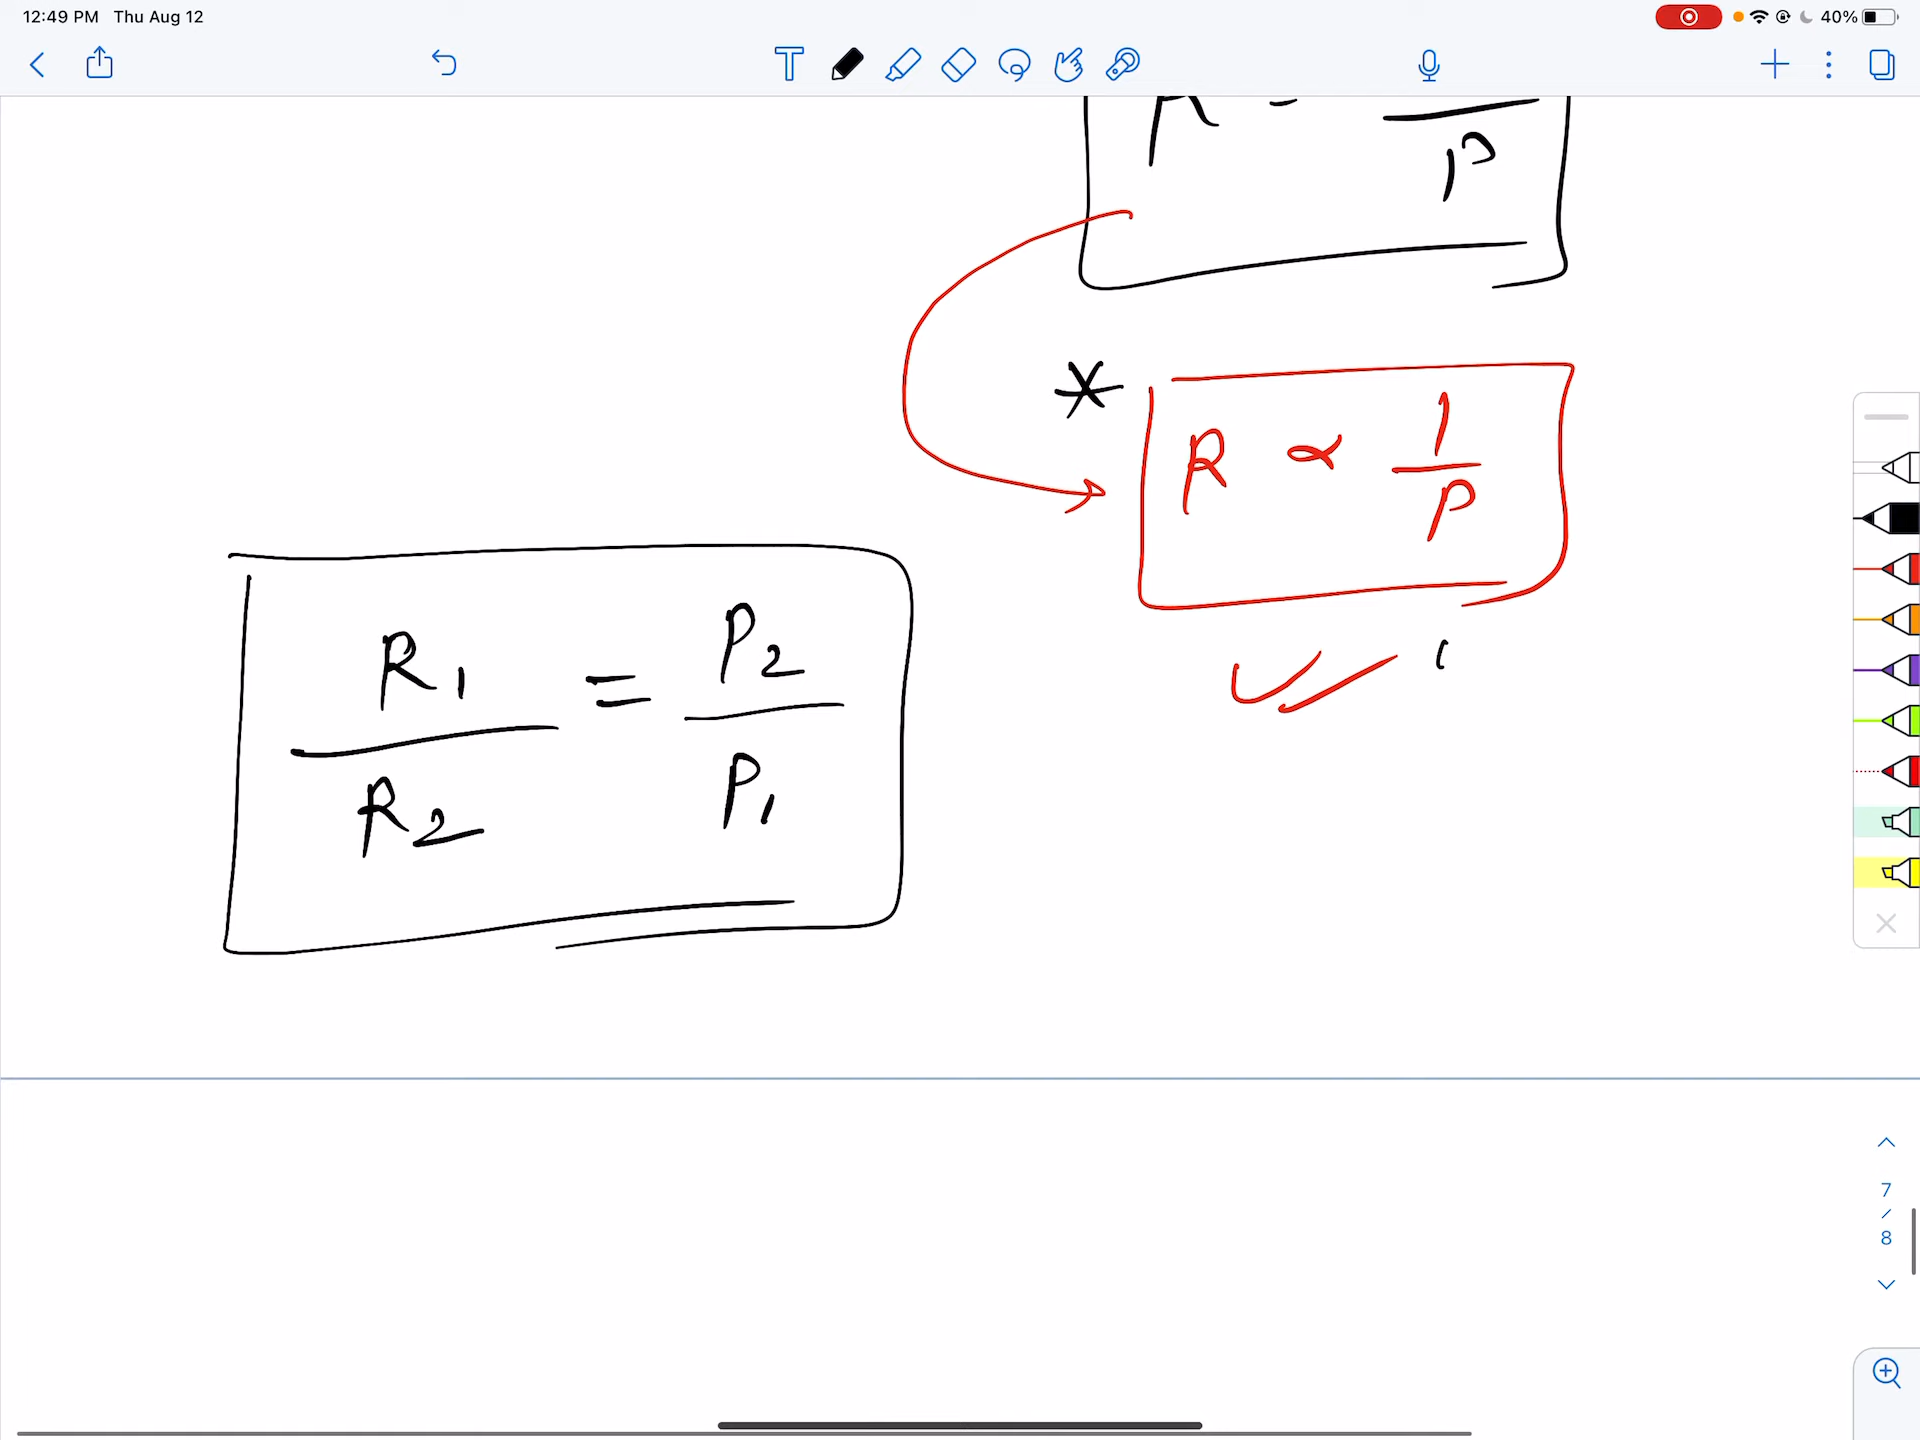 12:49 PM Thu Aug 12
40%
T
R =
P
*
R ∝ 1/P
R1/R2 = P2/P1
7
/
8